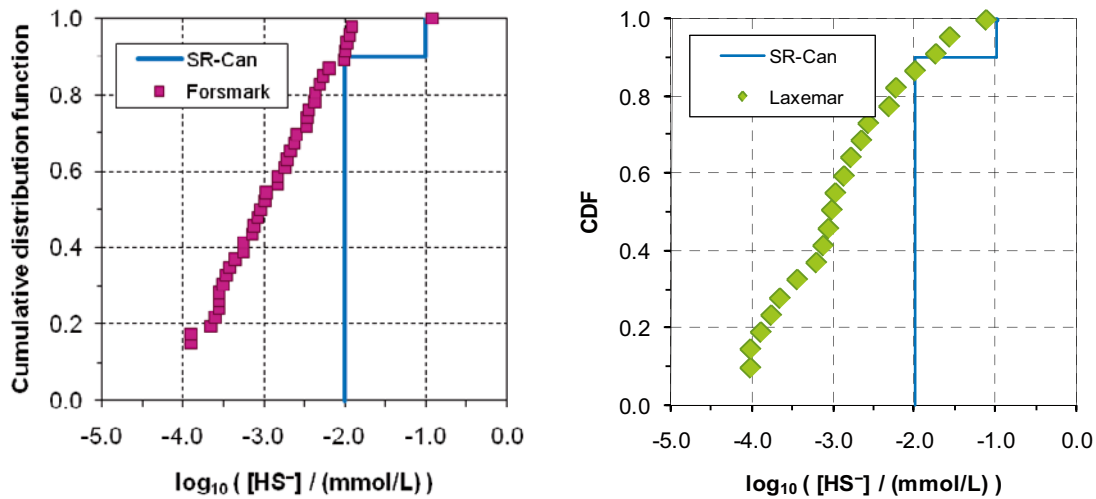 Cumulative distribution function
1.0
0.8
0.6
0.4
0.2
0.0
SR-Can
Forsmark
-5.0 -4.0 -3.0 -2.0 -1.0 0.0
log₁₀ ( [HS⁻] / (mmol/L) )
CDF
1.0
0.8
0.6
0.4
0.2
0.0
SR-Can
Laxemar
-5.0 -4.0 -3.0 -2.0 -1.0 0.0
log₁₀ ( [HS⁻] / (mmol/L) )